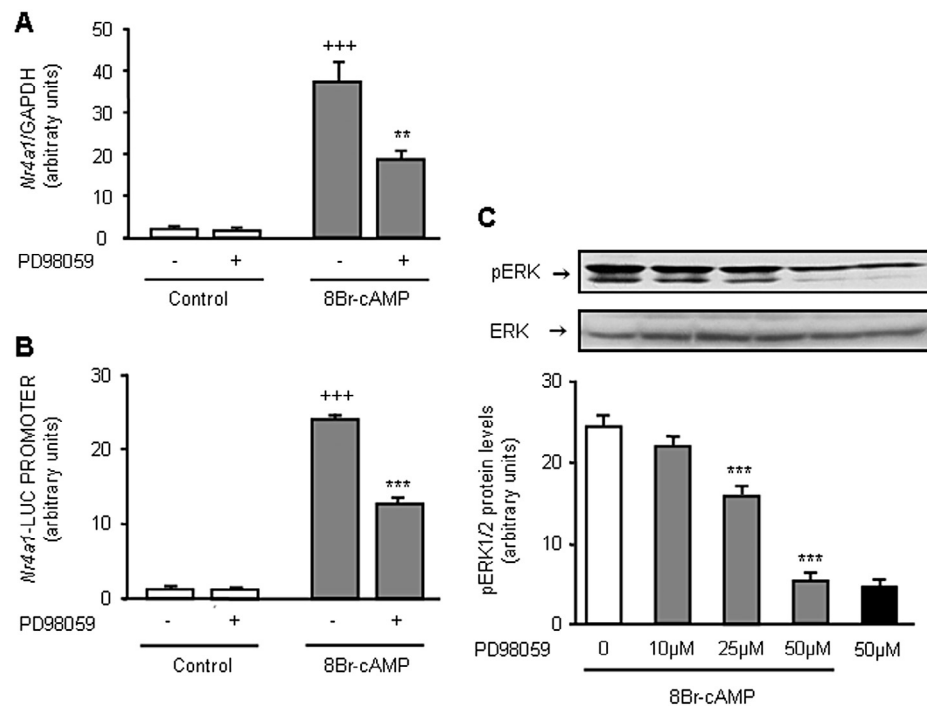 A
Nr4a1/GAPDH
(arbitraty units)
50
40
30
20
10
0
+++
**
PD98059
- + - +
Control 8Br-cAMP
B
Nr4a1-LUC PROMOTER
(arbitrary units)
30
20
10
0
+++
***
PD98059
- + - +
Control 8Br-cAMP
C
pERK →
ERK →
pERK1/2 protein levels
(arbitrary units)
30
20
10
0
***
***
PD98059 0 10µM 25µM 50µM 50µM
8Br-cAMP